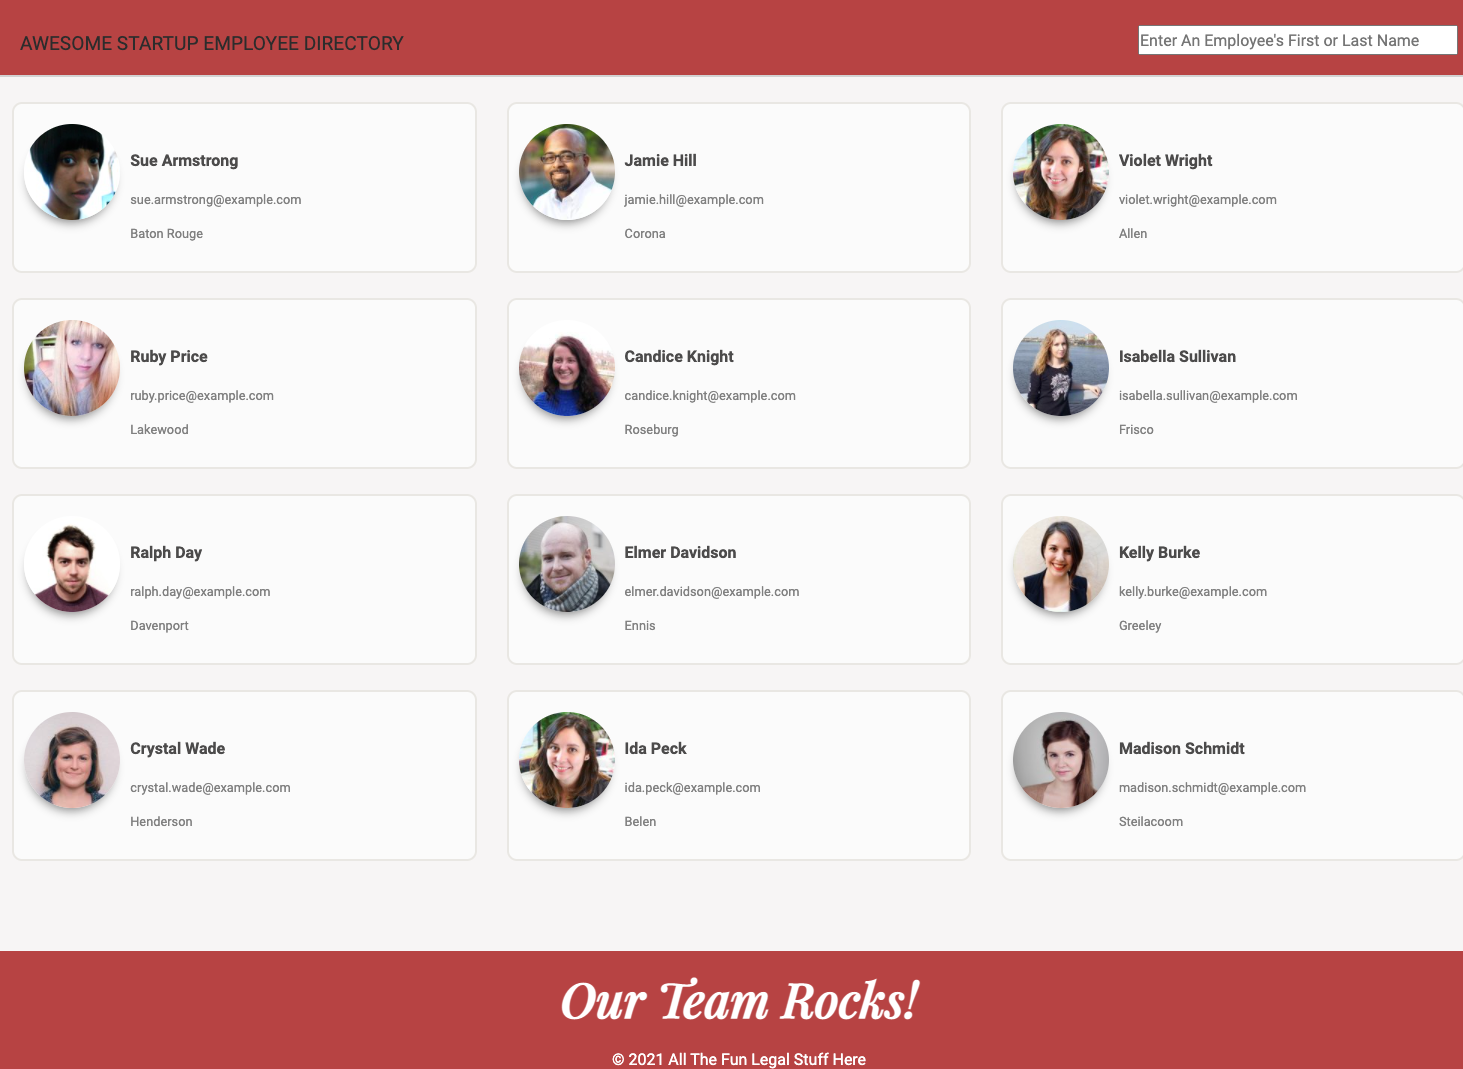 AWESOME STARTUP EMPLOYEE DIRECTORY
Enter An Employee's First or Last Name
Sue Armstrong
sue.armstrong@example.com
Baton Rouge
Jamie Hill
jamie.hill@example.com
Corona
Violet Wright
violet.wright@example.com
Allen
Ruby Price
ruby.price@example.com
Lakewood
Candice Knight
candice.knight@example.com
Roseburg
Isabella Sullivan
isabella.sullivan@example.com
Frisco
Ralph Day
ralph.day@example.com
Davenport
Elmer Davidson
elmer.davidson@example.com
Ennis
Kelly Burke
kelly.burke@example.com
Greeley
Crystal Wade
crystal.wade@example.com
Henderson
Ida Peck
ida.peck@example.com
Belen
Madison Schmidt
madison.schmidt@example.com
Steilacoom
Our Team Rocks!
© 2021 All The Fun Legal Stuff Here